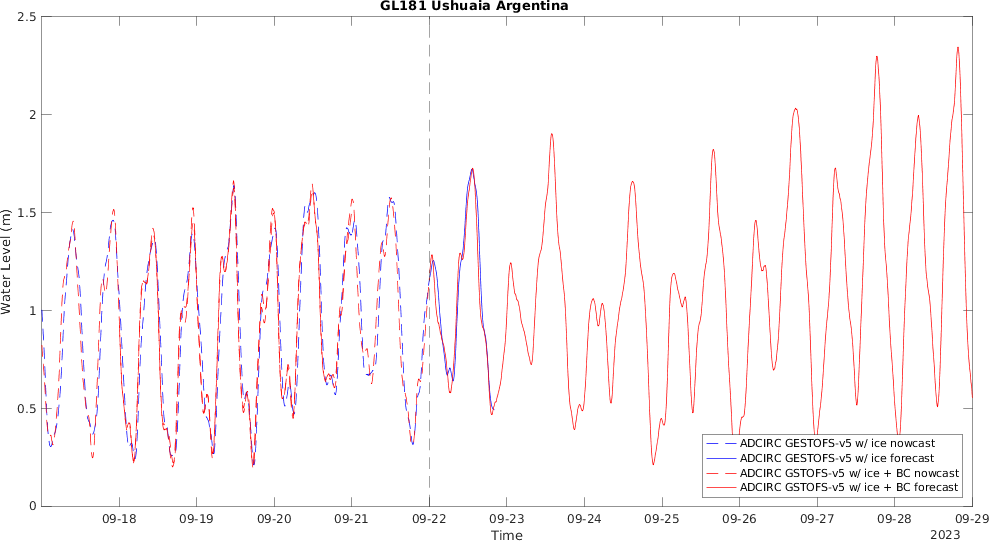 GL181 Ushuaia Argentina
2.5
2
1.5
1
0.5
0
Water Level (m)
09-18 09-19 09-20 09-21 09-22 09-23 09-24 09-25 09-26 09-27 09-28 09-29
Time
2023
ADCIRC GESTOFS-v5 w/ ice nowcast
ADCIRC GESTOFS-v5 w/ ice forecast
ADCIRC GSTOFS-v5 w/ ice + BC nowcast
ADCIRC GSTOFS-v5 w/ ice + BC forecast